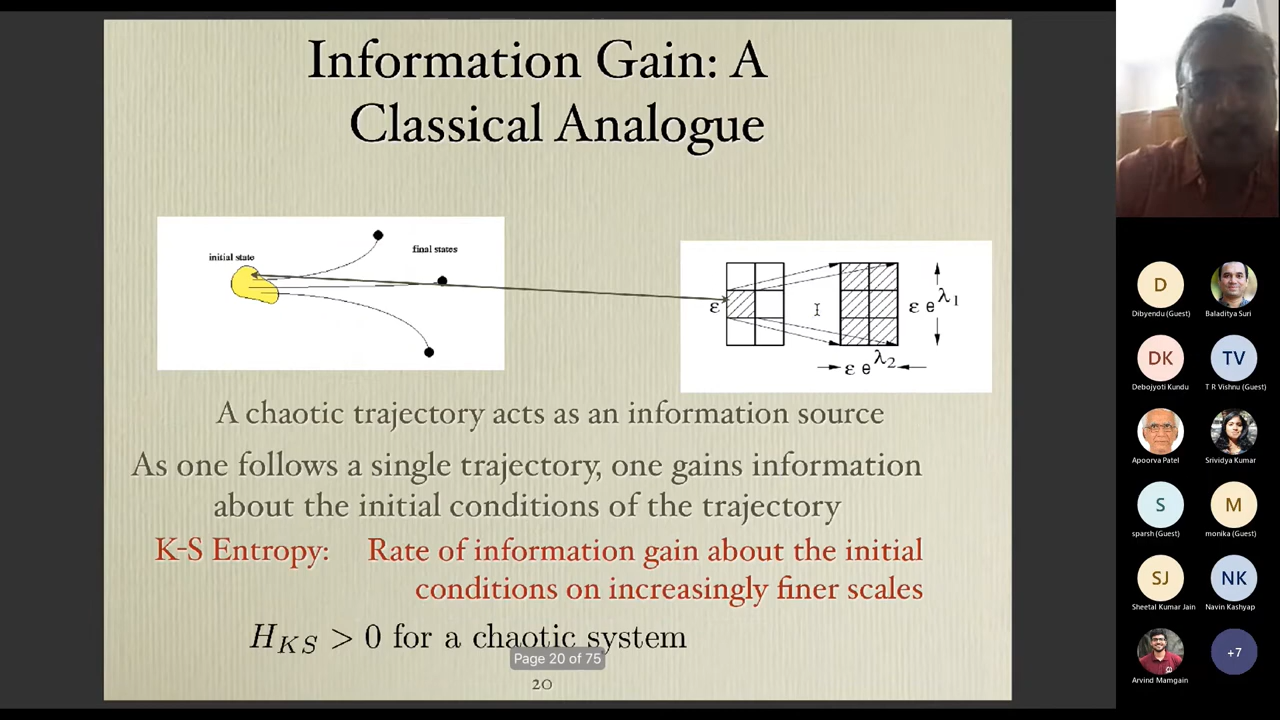 Information Gain: A
Classical Analogue
initial state
final states
ε
ε e^λ1
ε e^λ2
A chaotic trajectory acts as an information source
As one follows a single trajectory, one gains information
about the initial conditions of the trajectory
K-S Entropy: Rate of information gain about the initial
conditions on increasingly finer scales
H_KS > 0 for a chaotic system
Page 20 of 75
20
D
Dibyendu (Guest)
Baladitya Suri
DK
Debojyoti Kundu
TV
T R Vishnu (Guest)
Apoorva Patel
Srividya Kumar
S
sparsh (Guest)
M
monika (Guest)
SJ
Sheetal Kumar Jain
NK
Navin Kashyap
Arvind Mamgain
+7